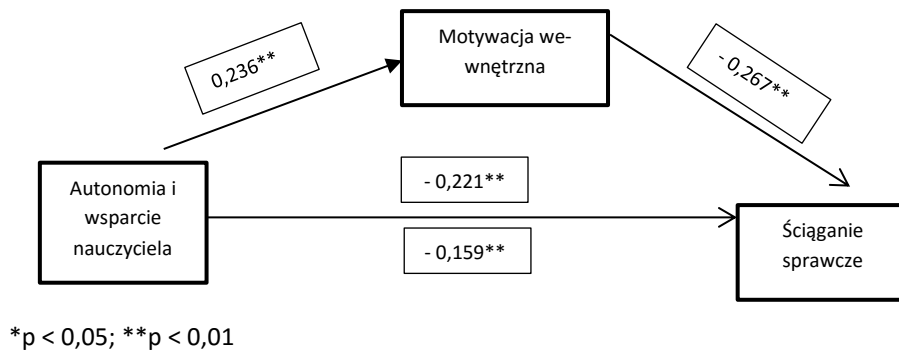 Motywacja we-
wnętrzna
0,236**
- 0,267**
Autonomia i
wsparcie
nauczyciela
- 0,221**
- 0,159**
Ściąganie
sprawcze
*p < 0,05; **p < 0,01